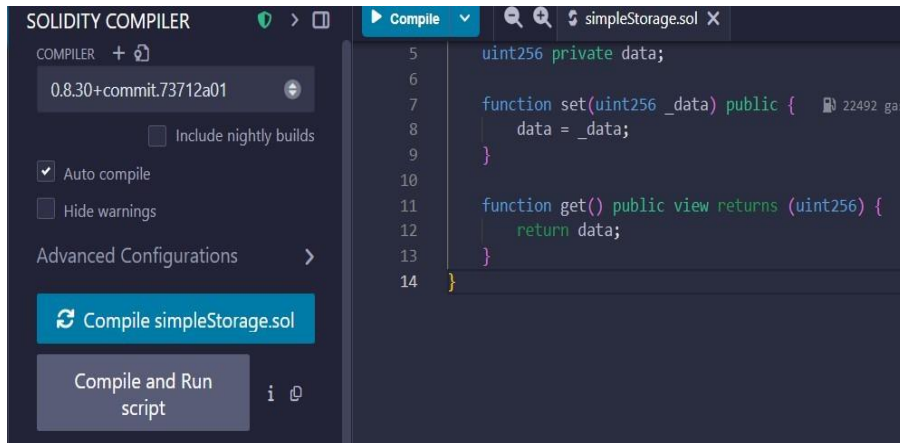 SOLIDITY COMPILER
COMPILER
0.8.30+commit.73712a01
Include nightly builds
Auto compile
Hide warnings
Advanced Configurations
Compile simpleStorage.sol
Compile and Run
script
i
Compile
simpleStorage.sol
5 uint256 private data;
6
7 function set(uint256 _data) public { 22492 ga
8 data = _data;
9 }
10
11 function get() public view returns (uint256) {
12 return data;
13 }
14 }